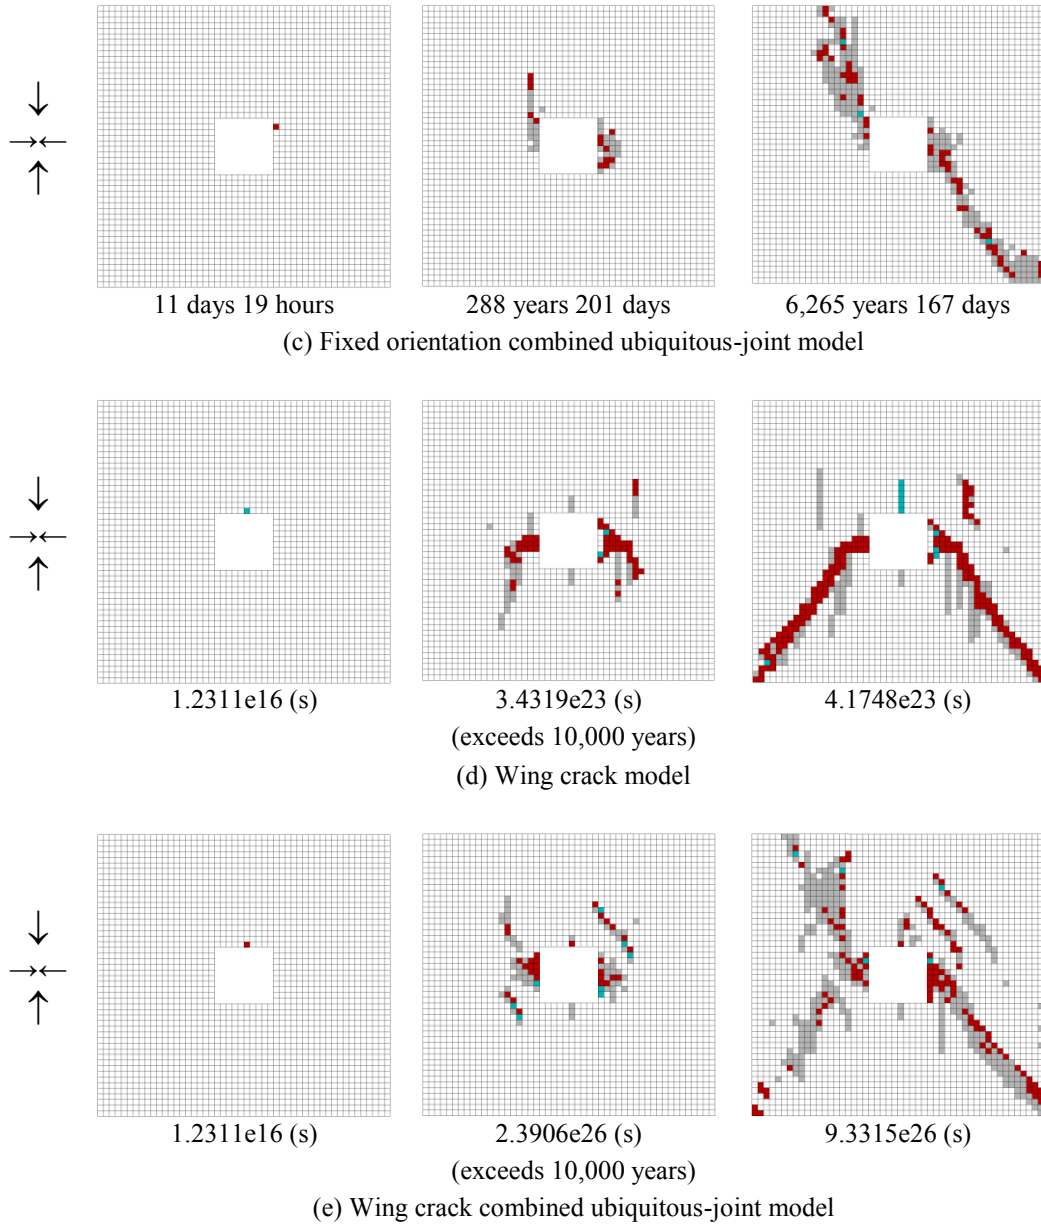 11 days 19 hours 288 years 201 days 6,265 years 167 days
(c) Fixed orientation combined ubiquitous-joint model
1.2311e16 (s) 3.4319e23 (s) 4.1748e23 (s)
(exceeds 10,000 years)
(d) Wing crack model
1.2311e16 (s) 2.3906e26 (s) 9.3315e26 (s)
(exceeds 10,000 years)
(e) Wing crack combined ubiquitous-joint model